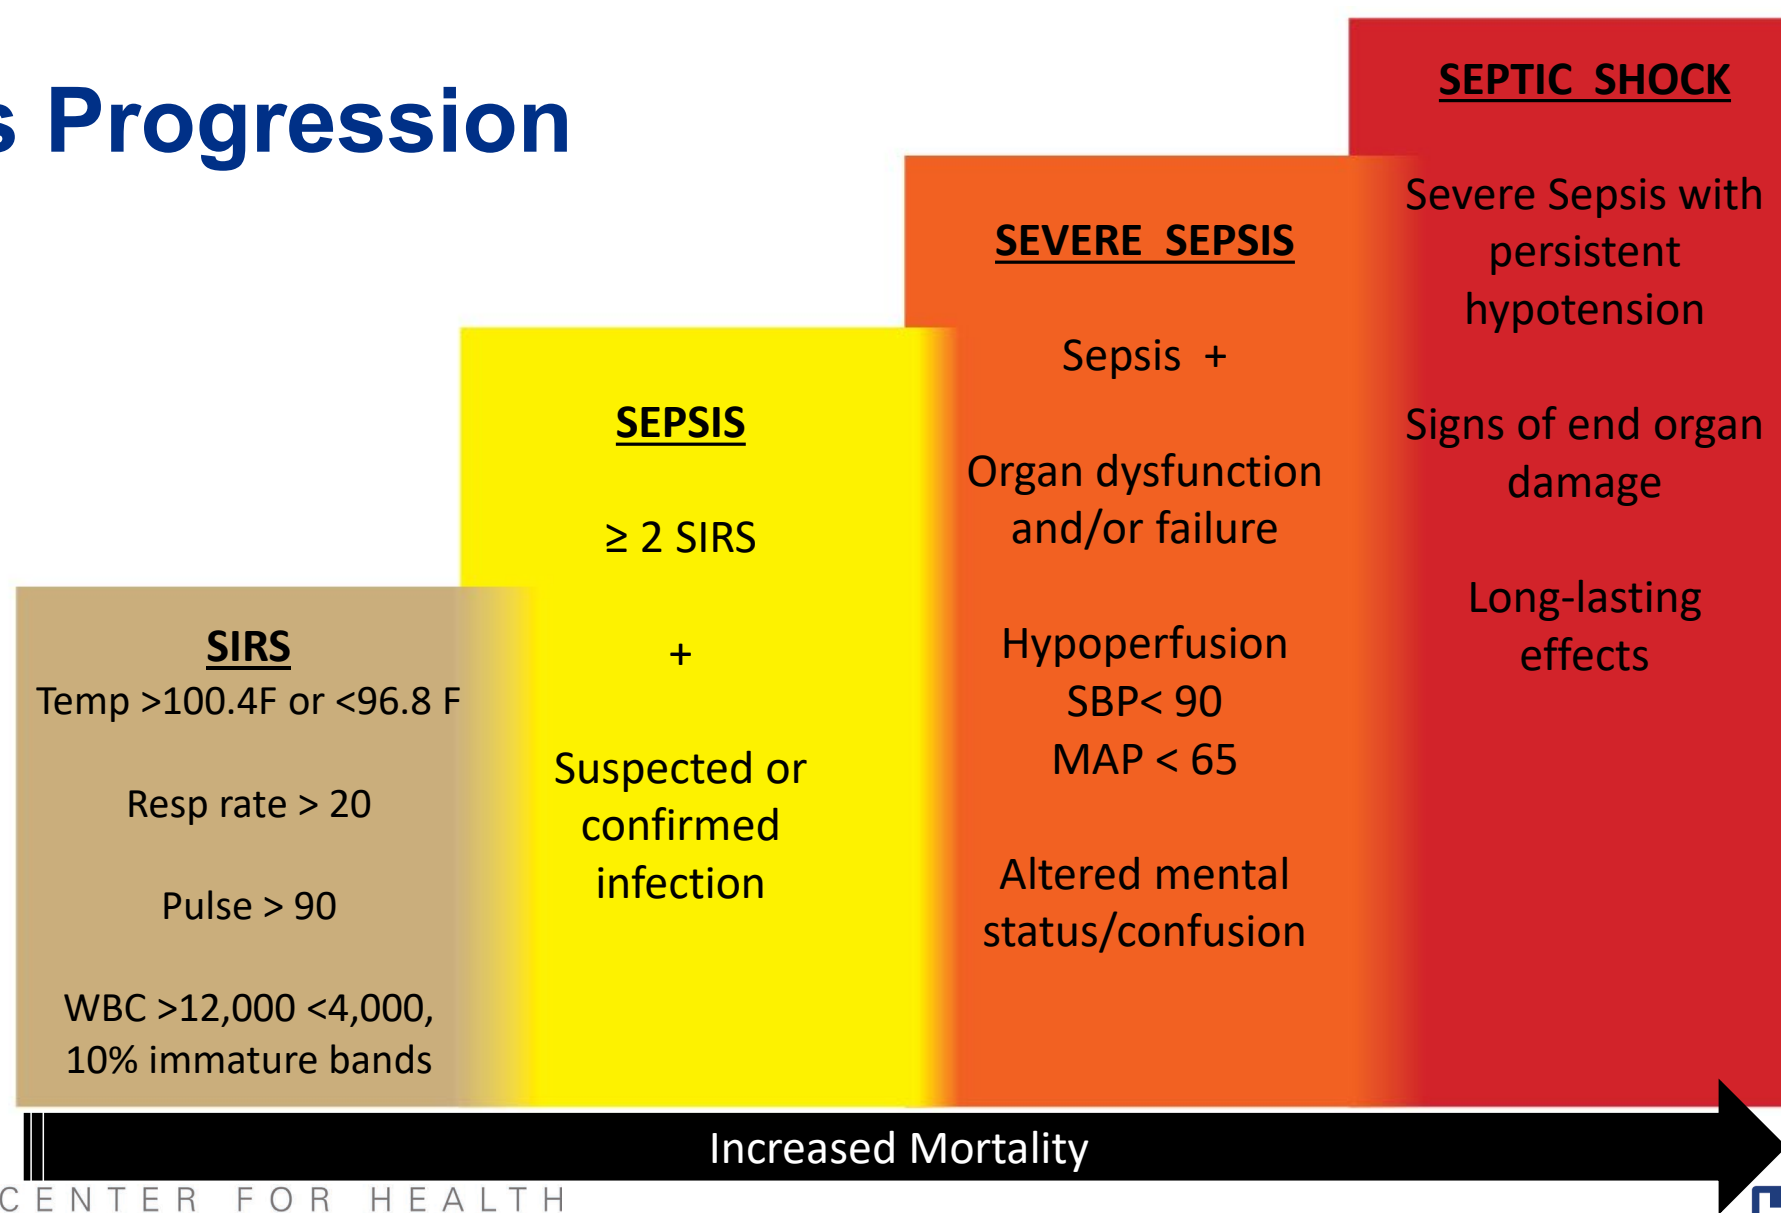 s Progression
SIRS
Temp >100.4F or <96.8 F
Resp rate > 20
Pulse > 90
WBC >12,000 <4,000,
10% immature bands
SEPSIS
≥ 2 SIRS
+
Suspected or
confirmed
infection
SEVERE SEPSIS
Sepsis +
Organ dysfunction
and/or failure
Hypoperfusion
SBP< 90
MAP < 65
Altered mental
status/confusion
SEPTIC SHOCK
Severe Sepsis with
persistent
hypotension
Signs of end organ
damage
Long-lasting
effects
Increased Mortality
CENTER FOR HEALTH